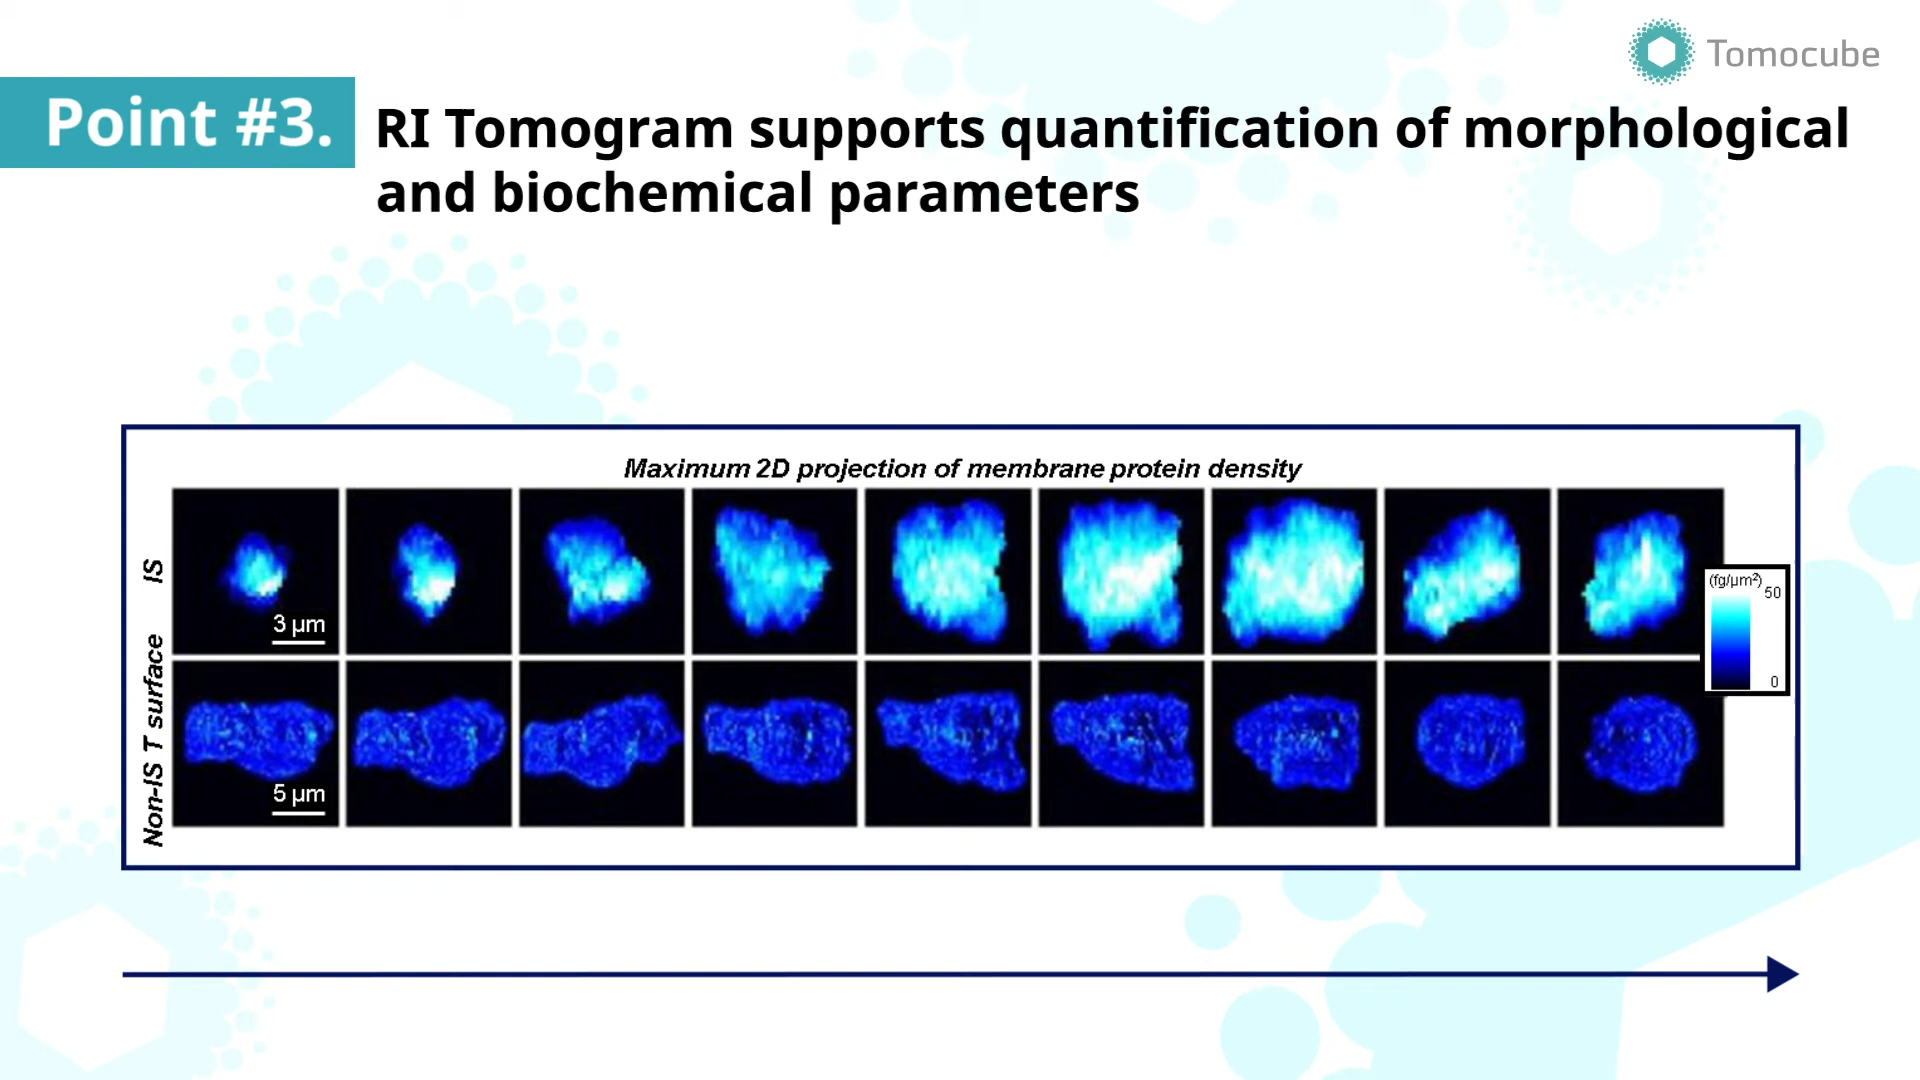 Tomocube
Point #3.
RI Tomogram supports quantification of morphological
and biochemical parameters
Maximum 2D projection of membrane protein density
IS
3 µm
(fg/µm²)
50
0
Non-IS T surface
5 µm